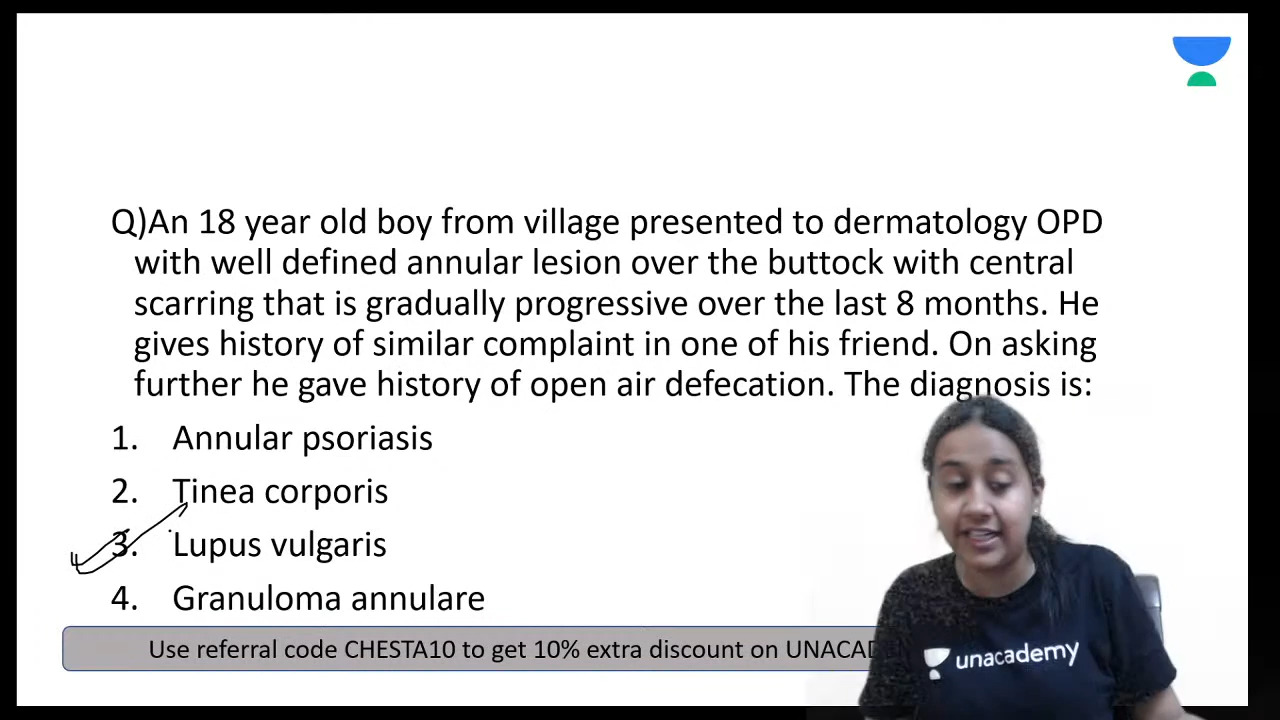 Q)An 18 year old boy from village presented to dermatology OPD
with well defined annular lesion over the buttock with central
scarring that is gradually progressive over the last 8 months. He
gives history of similar complaint in one of his friend. On asking
further he gave history of open air defecation. The diagnosis is:
1. Annular psoriasis
2. Tinea corporis
3. Lupus vulgaris
4. Granuloma annulare
Use referral code CHESTA10 to get 10% extra discount on UNACAD
unacademy